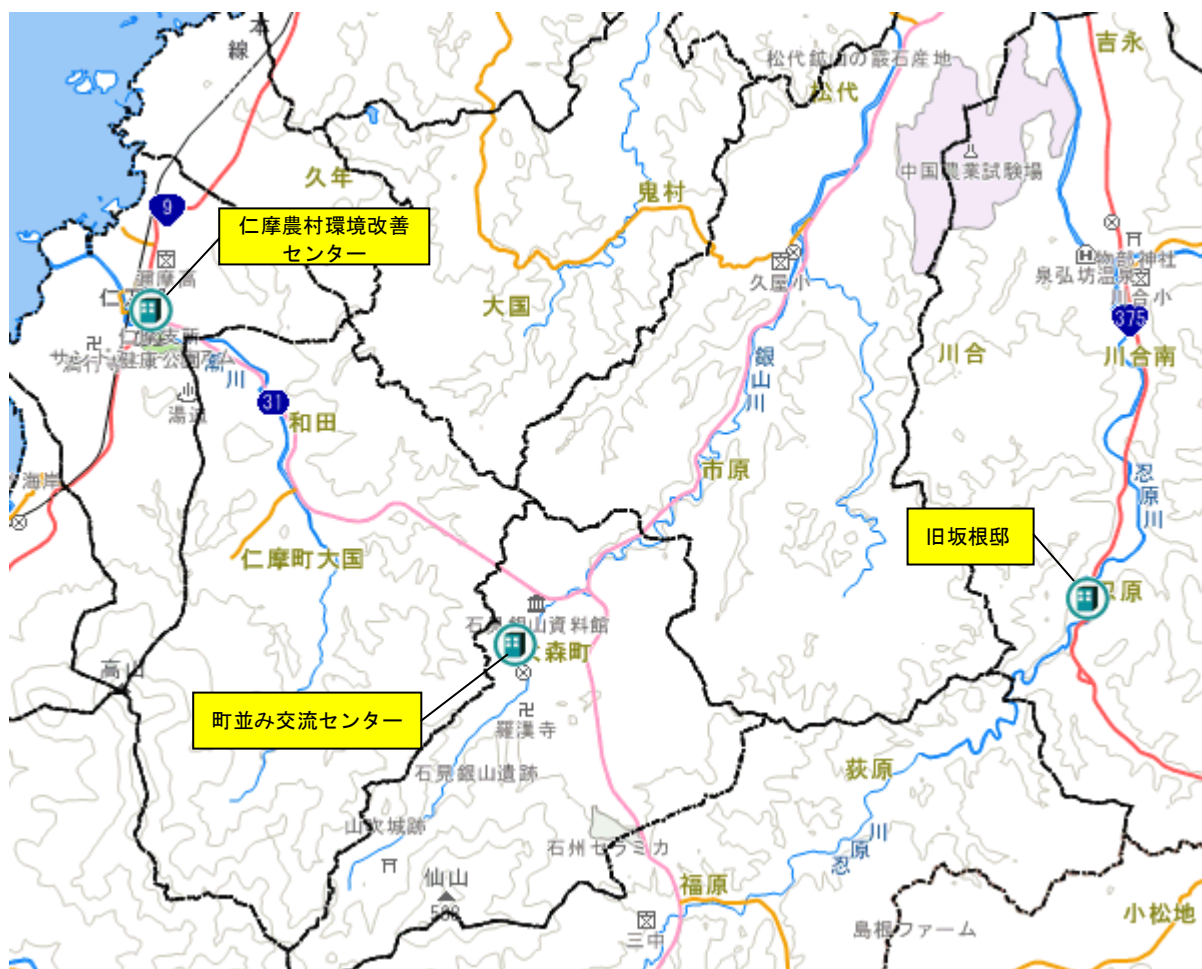 本
線
松代鉱山の霰石産地
松代
吉永
中国農業試験場
久年
鬼村
9
仁摩農村環境改善
センター
邇摩高
久屋小
物部神社
泉弘坊温泉
川合小
大国
375
川合
川合南
銀
山
川
31
和田
湯迫
海岸
市原
忍
原
川
旧坂根邸
忍原
仁摩町大国
石見銀山資料館
大森町
高山
町並み交流センター
羅漢寺
荻原
石見銀山遺跡
山吹城跡
石州セラミカ
川
原
忍
仙山
福原
小松地
三中
島根ファーム